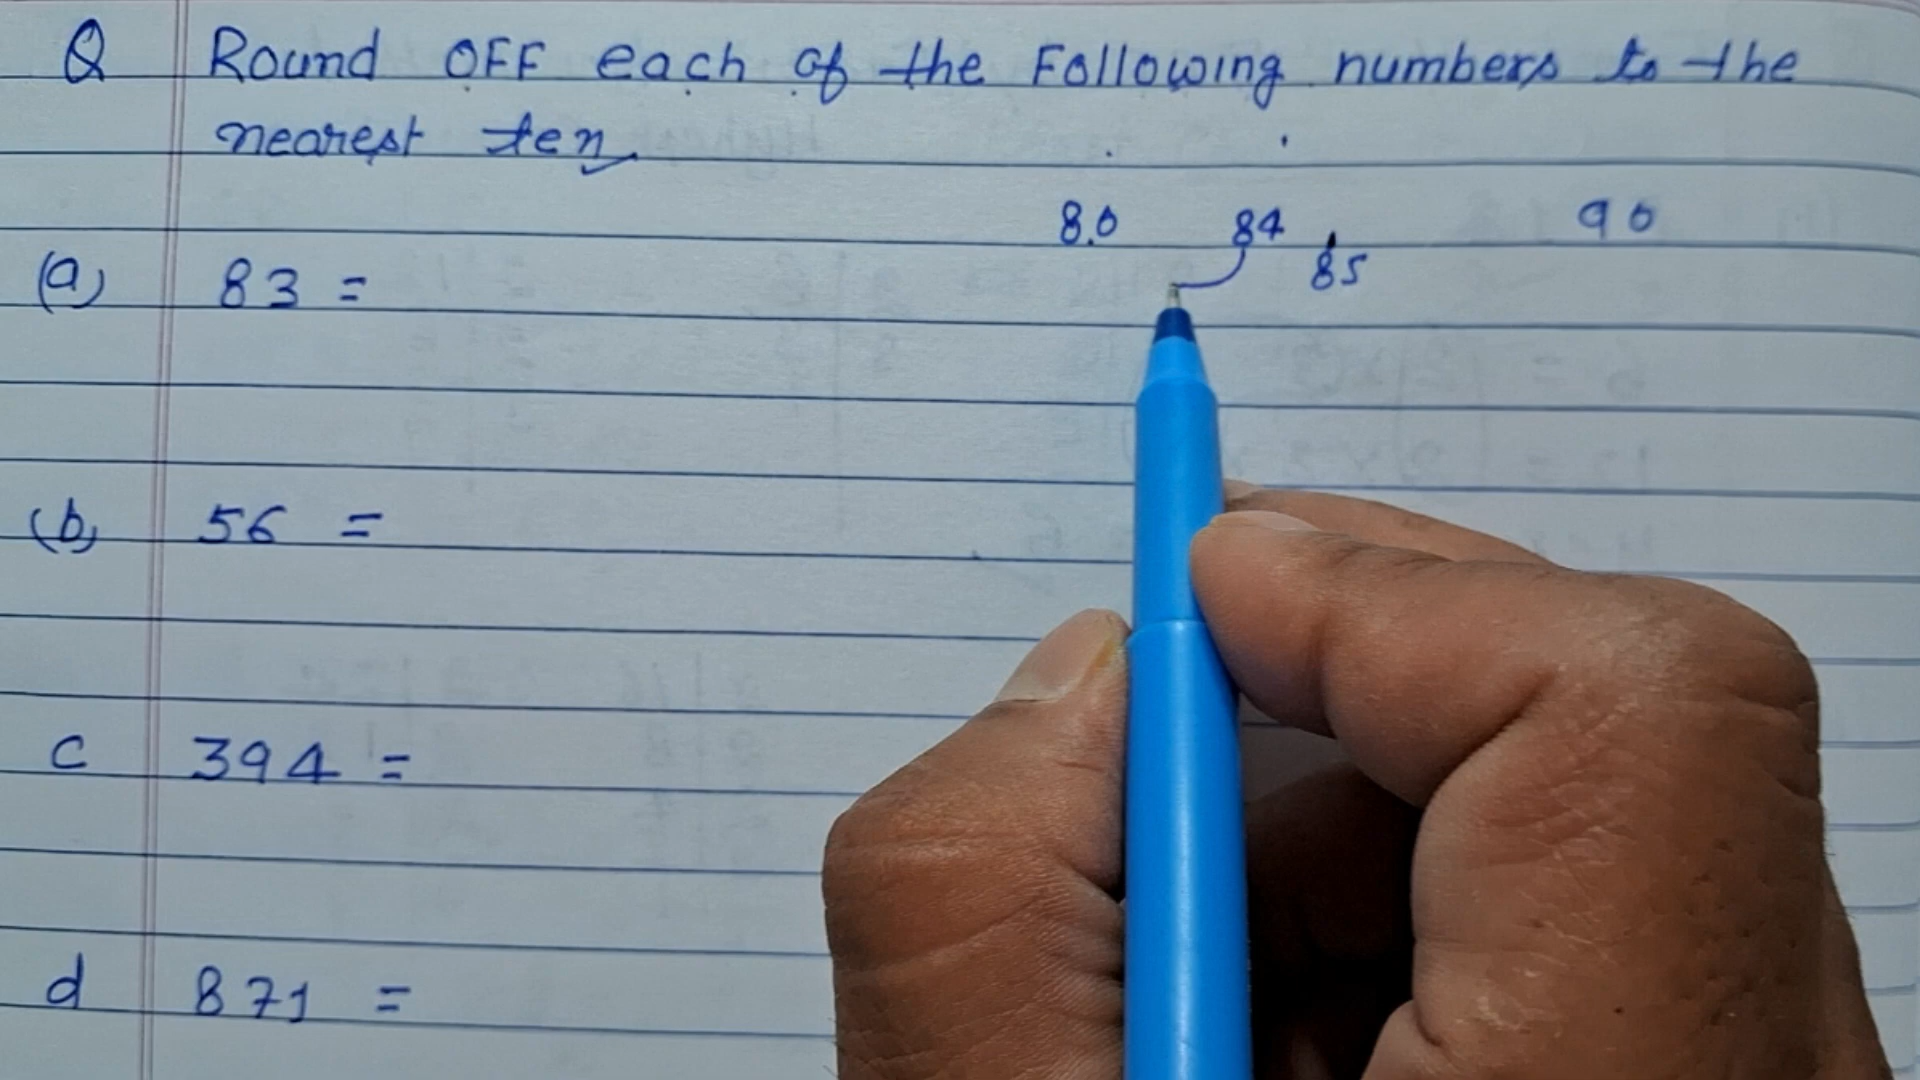 Q Round OFF each of the Following numbers to the
nearest ten
80 84 90
85
(a) 83 =
(b) 56 =
c 394 =
d 871 =